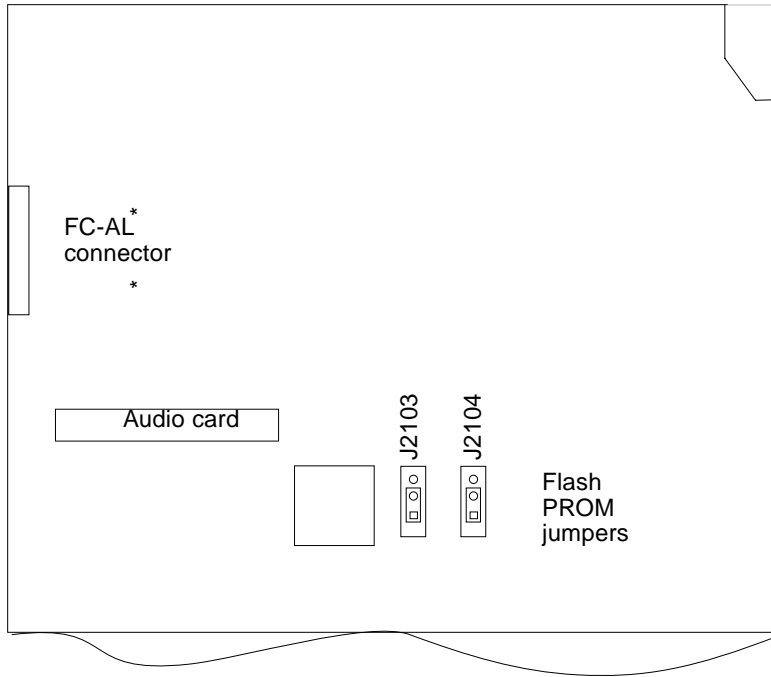 *
FC-AL
connector
*
Audio card
J2103
J2104
Flash
PROM
jumpers